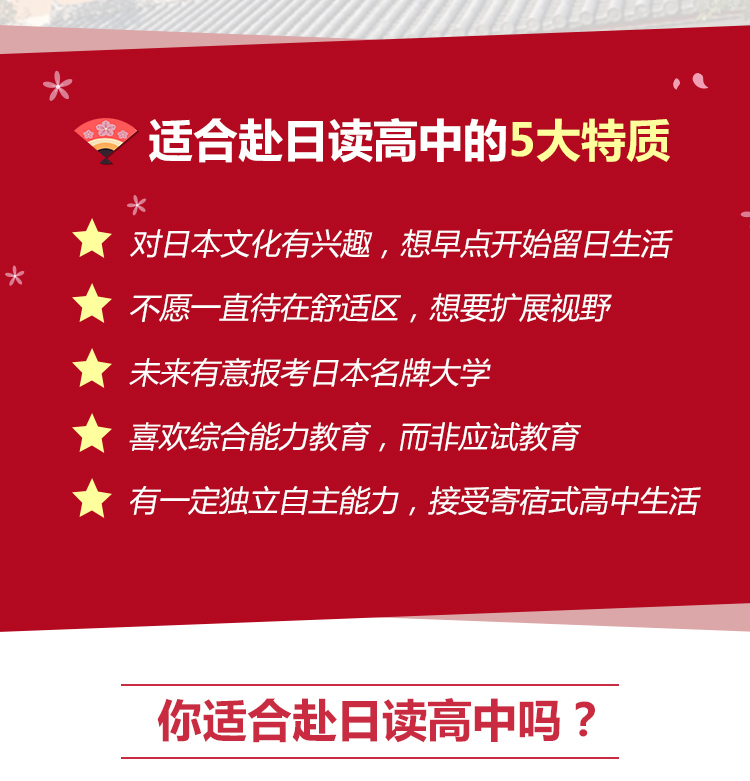 适合赴日读高中的5大特质
对日本文化有兴趣，想早点开始留日生活
不愿一直待在舒适区，想要扩展视野
未来有意报考日本名牌大学
喜欢综合能力教育，而非应试教育
有一定独立自主能力，接受寄宿式高中生活
你适合赴日读高中吗？